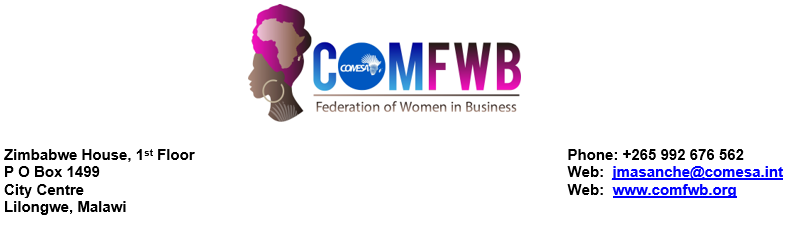 COMFWB
COMESA
Federation of Women in Business
Zimbabwe House, 1st Floor
P O Box 1499
City Centre
Lilongwe, Malawi
Phone: +265 992 676 562
Web: jmasanche@comesa.int
Web: www.comfwb.org